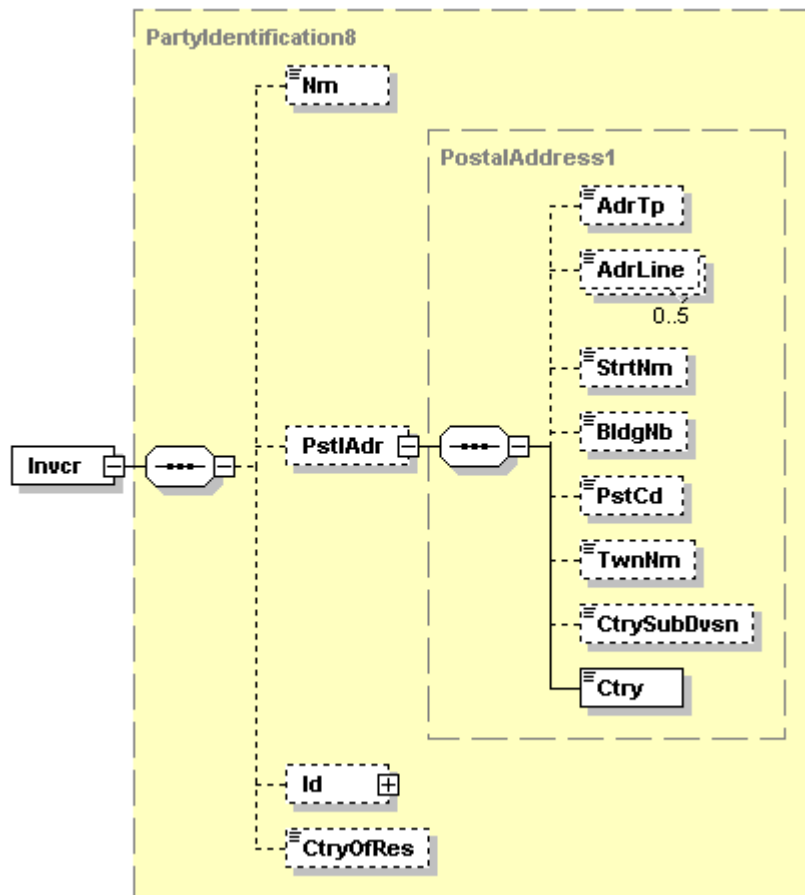 PartyIdentification8
Nm
PostalAddress1
AdrTp
AdrLine
0..5
StrtNm
BldgNb
PstCd
TwnNm
CtrySubDvsn
Ctry
PstlAdr
Invcr
Id
CtryOfRes